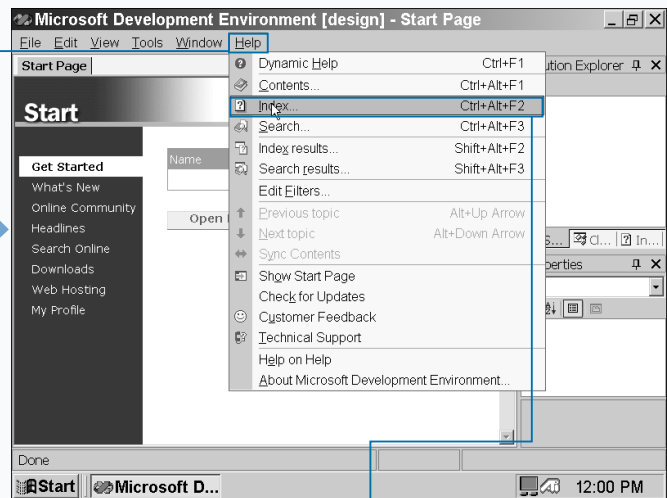 Microsoft Development Environment [design] - Start Page
File Edit View Tools Window Help
Start Page
ution Explorer
Start
Get Started
What's New
Online Community
Headlines
Search Online
Downloads
Web Hosting
My Profile
Name
Open
Dynamic Help Ctrl+F1
Contents... Ctrl+Alt+F1
Index... Ctrl+Alt+F2
Search... Ctrl+Alt+F3
Index results... Shift+Alt+F2
Search results... Shift+Alt+F3
Edit Filters...
Previous topic Alt+Up Arrow
Next topic Alt+Down Arrow
Sync Contents
Show Start Page
Check for Updates
Customer Feedback
Technical Support
Help on Help
About Microsoft Development Environment...
S... Cl... In...
perties
Done
Start Microsoft D... 12:00 PM